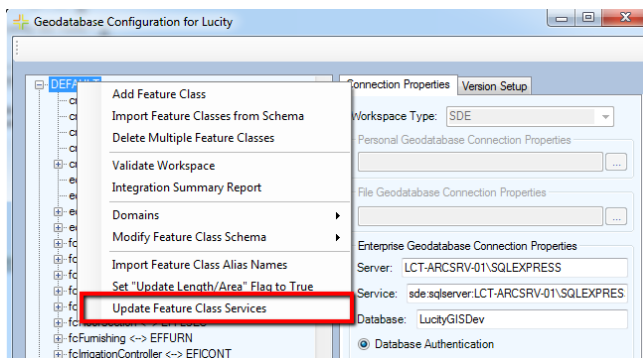 Geodatabase Configuration for Lucity
DEFAULT
Connection Properties
Version Setup
Add Feature Class
Import Feature Classes from Schema
Delete Multiple Feature Classes
Validate Workspace
Integration Summary Report
Domains
Modify Feature Class Schema
Import Feature Class Alias Names
Set "Update Length/Area" Flag to True
Update Feature Class Services
Workspace Type: SDE
Personal Geodatabase Connection Properties
...
File Geodatabase Connection Properties
...
Enterprise Geodatabase Connection Properties
Server: LCT-ARCSRV-01\SQLEXPRESS
Service: sde:sqlserver:LCT-ARCSRV-01\SQLEXPRES
Database: LucityGISDev
Database Authentication
fcFurnishing <--> EFFURN
fcIrrigationController <--> EFICONT